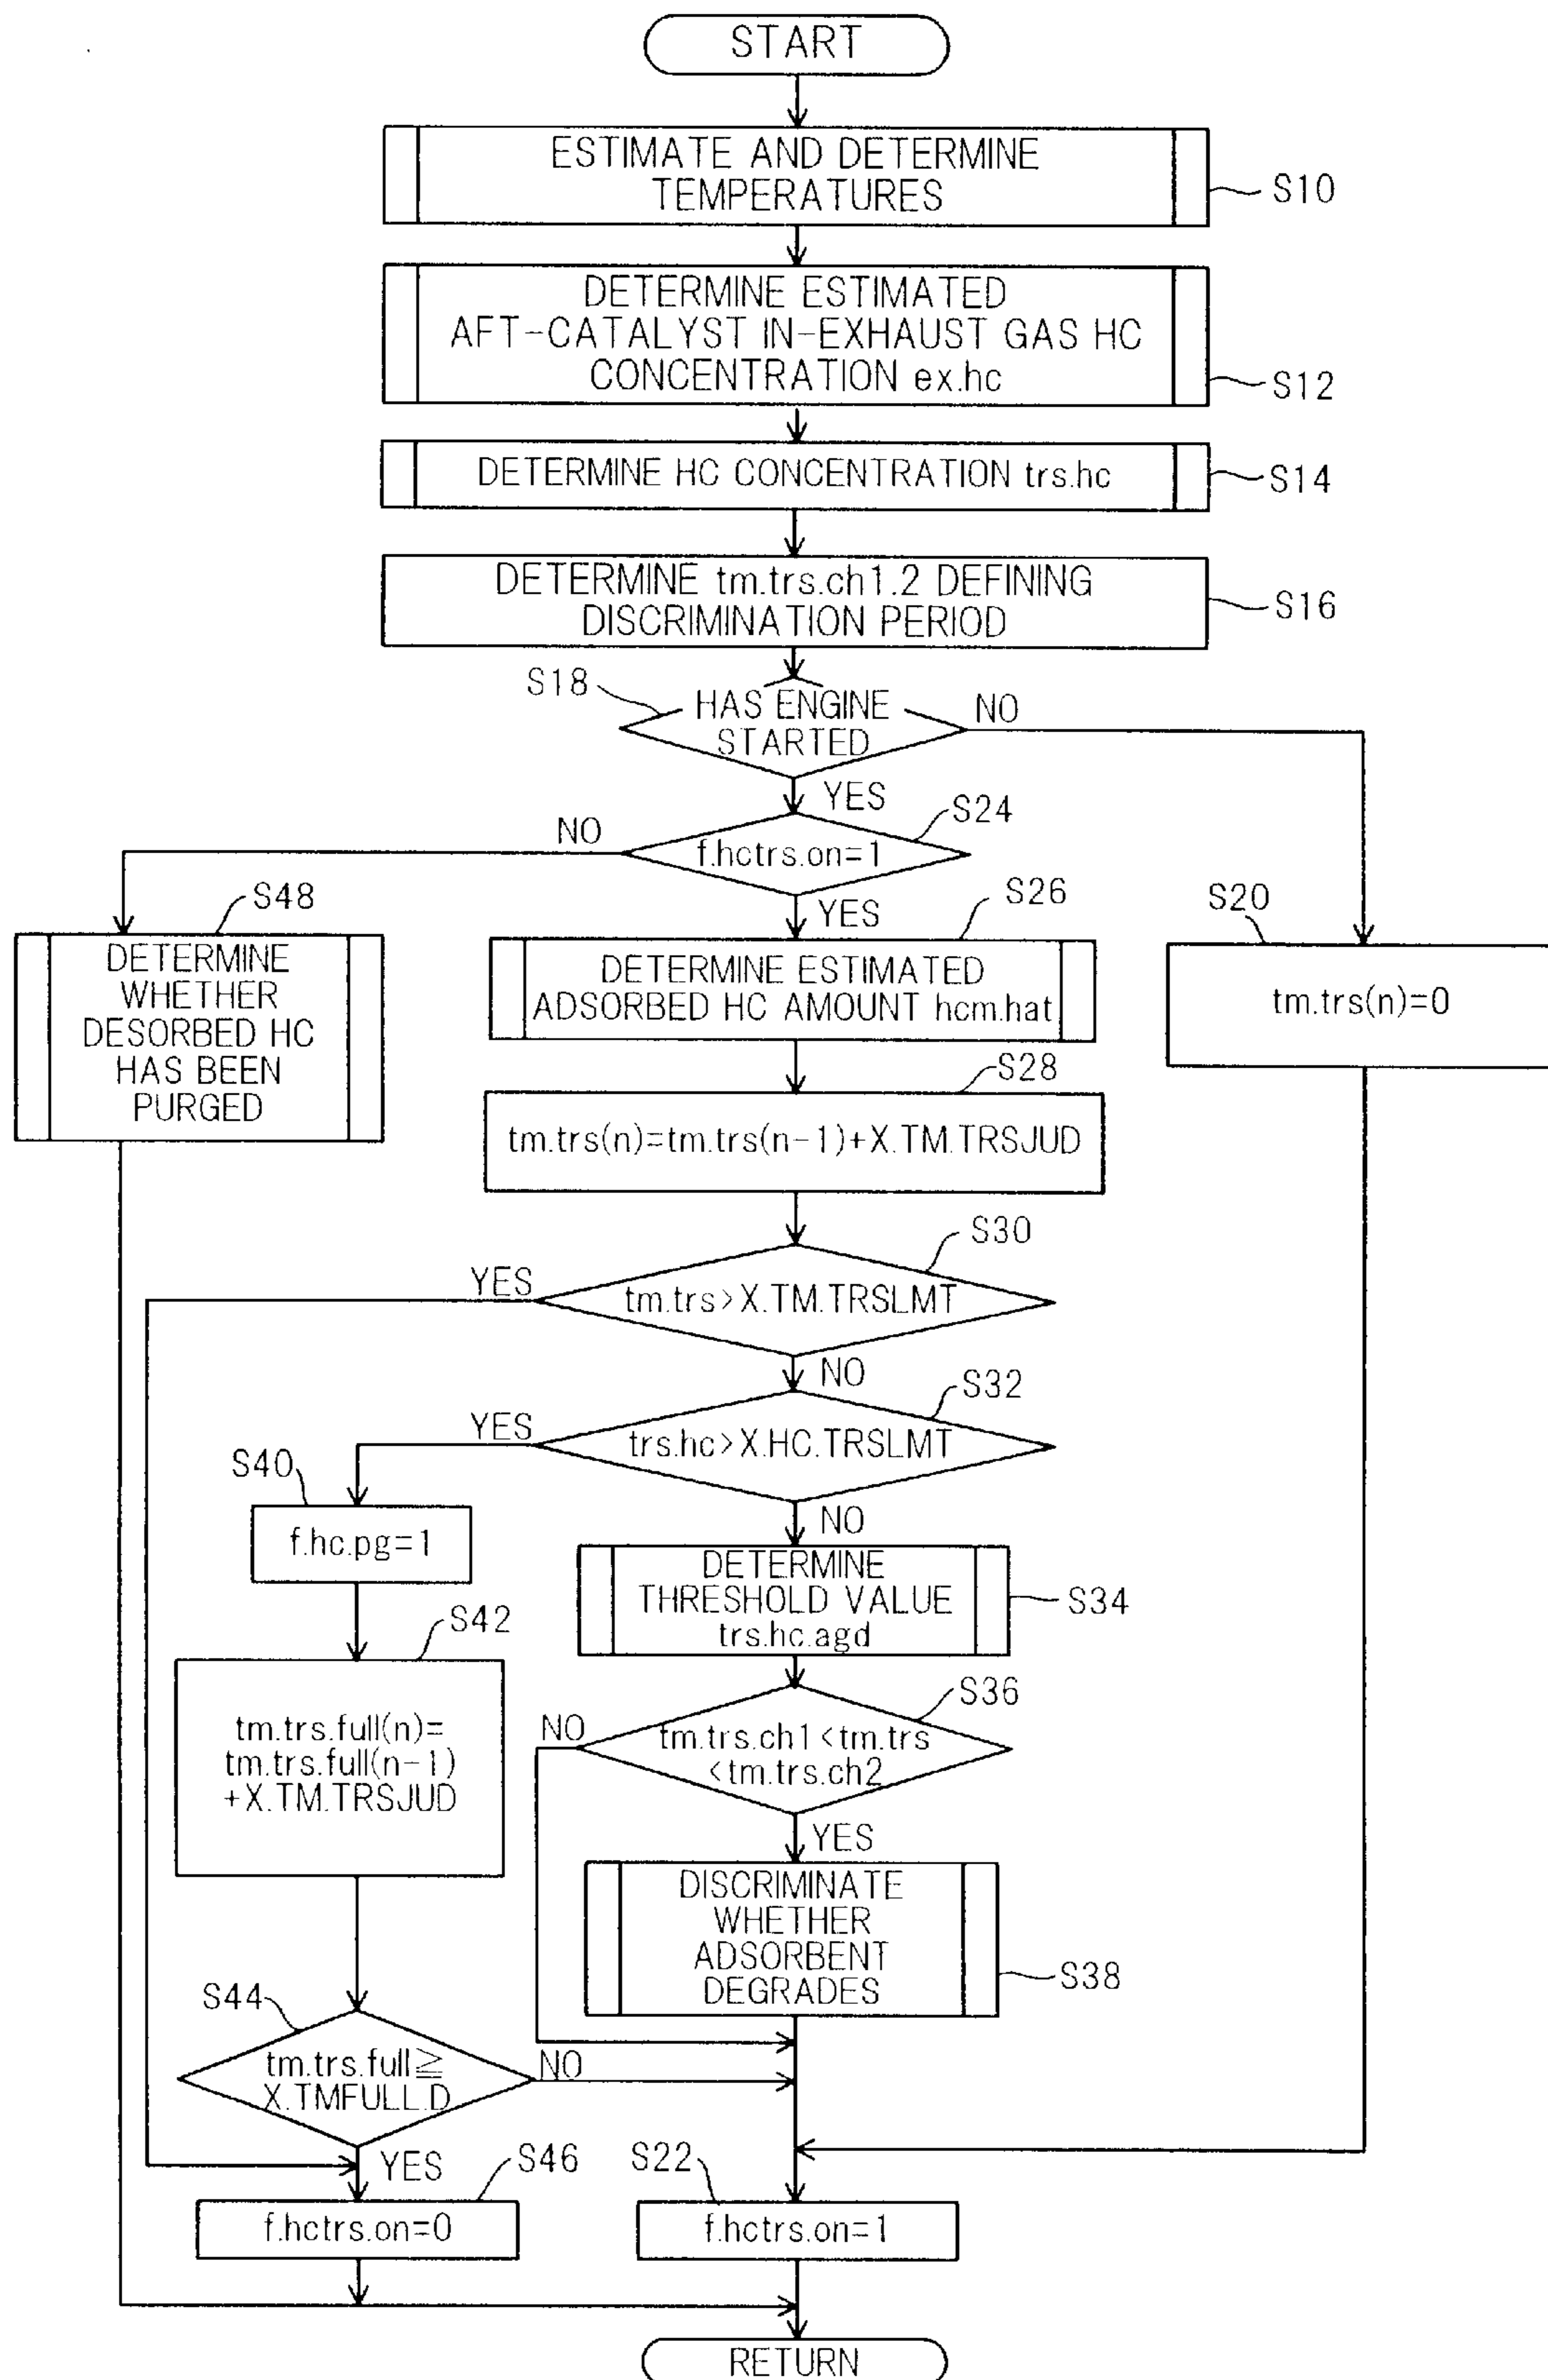 START
ESTIMATE AND DETERMINE
TEMPERATURES
S10
DETERMINE ESTIMATED
AFT-CATALYST IN-EXHAUST GAS HC
CONCENTRATION ex.hc
S12
DETERMINE HC CONCENTRATION trs.hc
S14
DETERMINE tm.trs.ch1.2 DEFINING
DISCRIMINATION PERIOD
S16
S18
HAS ENGINE
STARTED
NO
YES
S24
NO
f.hctrs.on=1
YES
S48
DETERMINE
WHETHER
DESORBED HC
HAS BEEN
PURGED
S26
DETERMINE ESTIMATED
ADSORBED HC AMOUNT hcm.hat
S20
tm.trs(n)=0
S28
tm.trs(n)=tm.trs(n-1)+X.TM.TRSJUD
S30
YES
tm.trs>X.TM.TRSLMT
NO
S32
YES
trs.hc>X.HC.TRSLMT
NO
S40
f.hc.pg=1
DETERMINE
THRESHOLD VALUE
trs.hc.agd
S34
S42
tm.trs.full(n)=
tm.trs.full(n-1)
+X.TM.TRSJUD
S36
NO
tm.trs.ch1<tm.trs
<tm.trs.ch2
YES
DISCRIMINATE
WHETHER
ADSORBENT
DEGRADES
S38
S44
tm.trs.full≧
X.TMFULL.D
NO
YES
S46
f.hctrs.on=0
S22
f.hctrs.on=1
RETURN